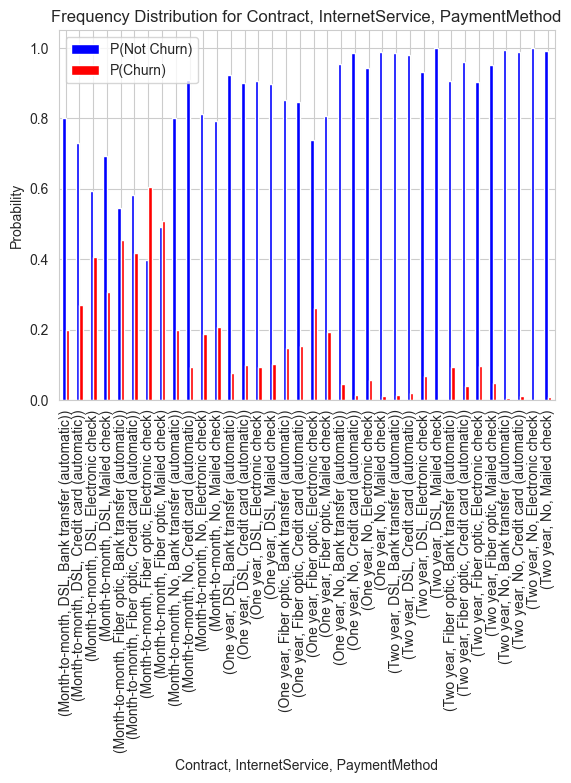 Frequency Distribution for Contract, InternetService, PaymentMethod
P(Not Churn)
P(Churn)
1.0
0.8
0.6
0.4
0.2
0.0
Probability
(Month-to-month, DSL, Bank transfer (automatic))
(Month-to-month, DSL, Credit card (automatic))
(Month-to-month, DSL, Electronic check)
(Month-to-month, DSL, Mailed check)
(Month-to-month, Fiber optic, Bank transfer (automatic))
(Month-to-month, Fiber optic, Credit card (automatic))
(Month-to-month, Fiber optic, Electronic check)
(Month-to-month, Fiber optic, Mailed check)
(Month-to-month, No, Bank transfer (automatic))
(Month-to-month, No, Credit card (automatic))
(Month-to-month, No, Electronic check)
(Month-to-month, No, Mailed check)
(One year, DSL, Bank transfer (automatic))
(One year, DSL, Credit card (automatic))
(One year, DSL, Electronic check)
(One year, DSL, Mailed check)
(One year, Fiber optic, Bank transfer (automatic))
(One year, Fiber optic, Credit card (automatic))
(One year, Fiber optic, Electronic check)
(One year, Fiber optic, Mailed check)
(One year, No, Bank transfer (automatic))
(One year, No, Credit card (automatic))
(One year, No, Electronic check)
(One year, No, Mailed check)
(Two year, DSL, Bank transfer (automatic))
(Two year, DSL, Credit card (automatic))
(Two year, DSL, Electronic check)
(Two year, DSL, Mailed check)
(Two year, Fiber optic, Bank transfer (automatic))
(Two year, Fiber optic, Credit card (automatic))
(Two year, Fiber optic, Electronic check)
(Two year, Fiber optic, Mailed check)
(Two year, No, Bank transfer (automatic))
(Two year, No, Credit card (automatic))
(Two year, No, Electronic check)
(Two year, No, Mailed check)
Contract, InternetService, PaymentMethod